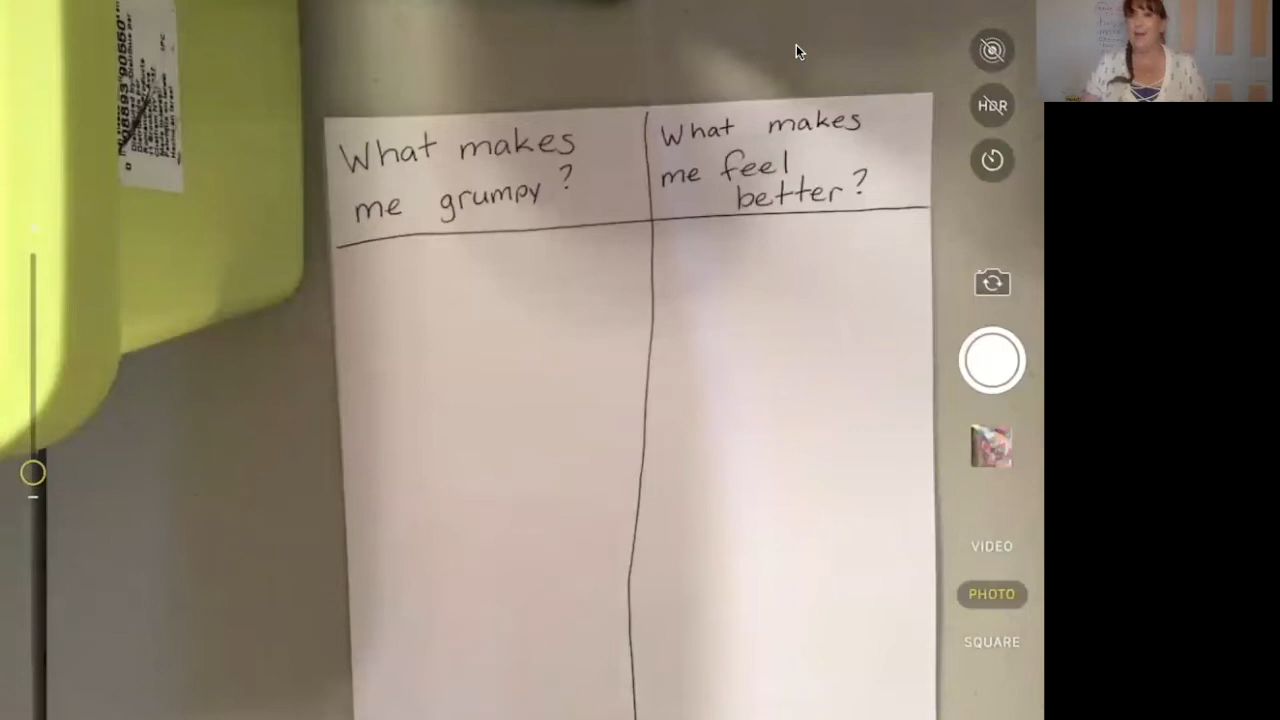 What makes
me grumpy?
What makes
me feel
better?
HDR
VIDEO
PHOTO
SQUARE